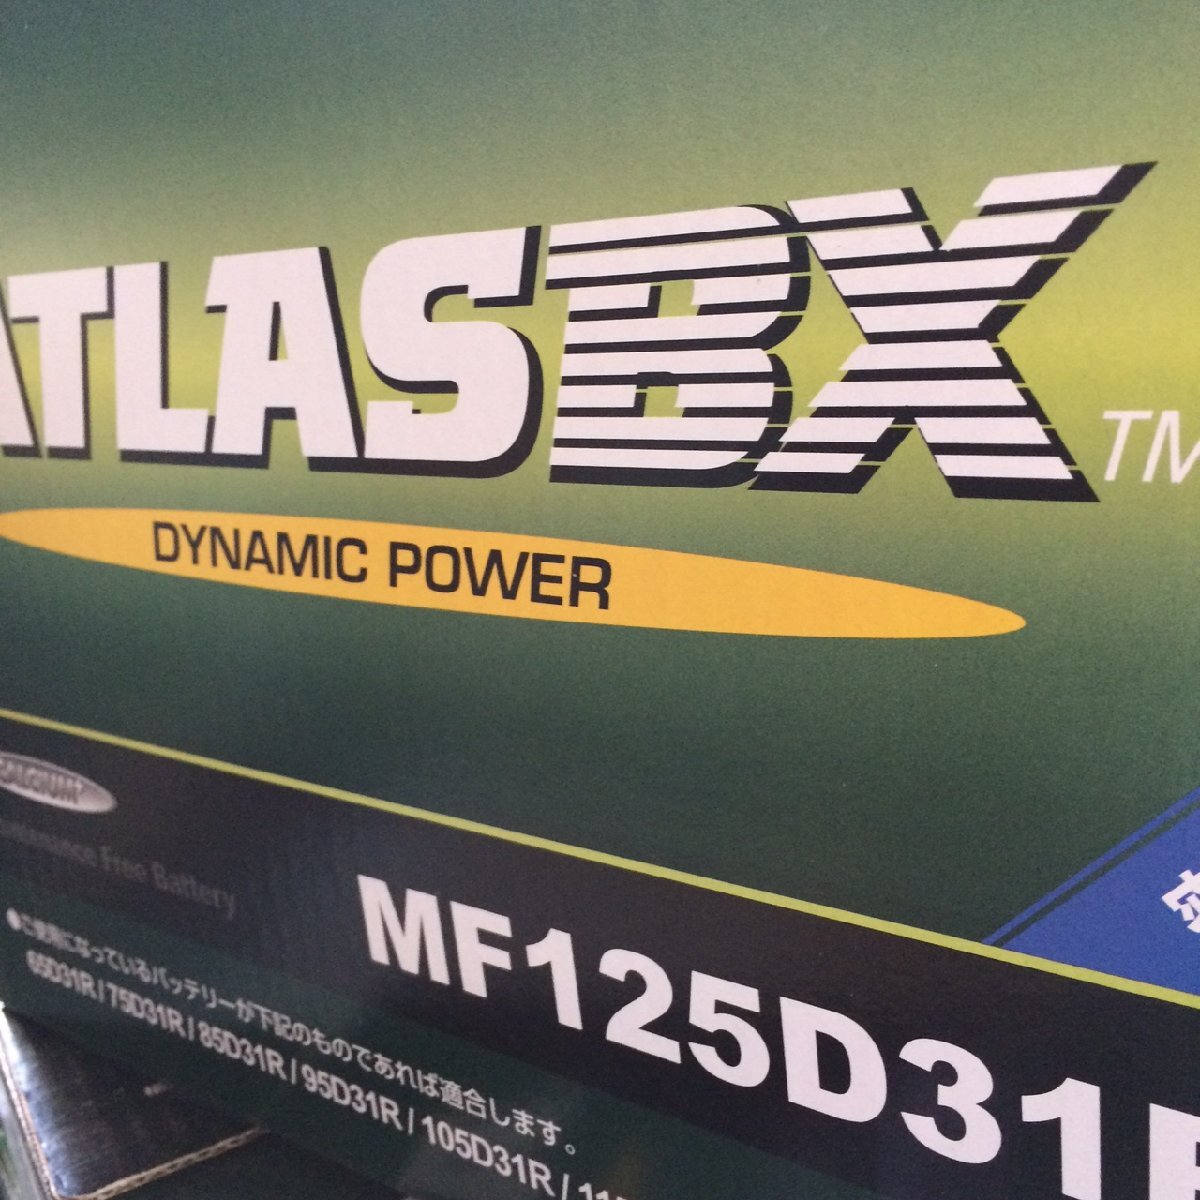 ATLASBX TM
DYNAMIC POWER
CALCIUM
Maintenance Free Battery
MF125D31R
●ご使用になっているバッテリーが下記のものであれば適合します。
65D31R / 75D31R / 85D31R / 95D31R / 105D31R /